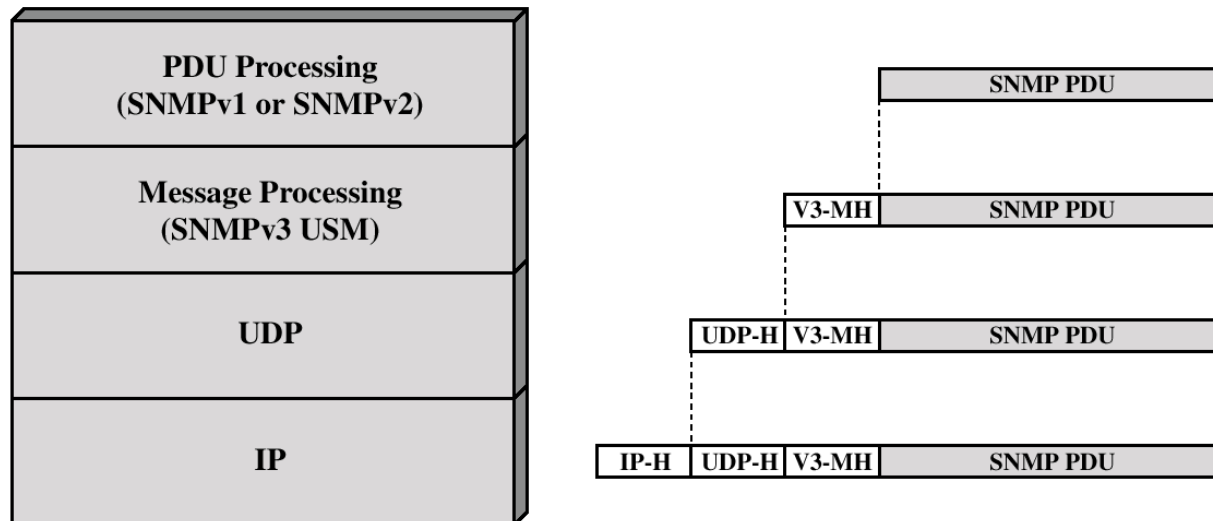 PDU Processing
(SNMPv1 or SNMPv2)
SNMP PDU
Message Processing
(SNMPv3 USM)
V3-MH SNMP PDU
UDP
UDP-H V3-MH SNMP PDU
IP
IP-H UDP-H V3-MH SNMP PDU